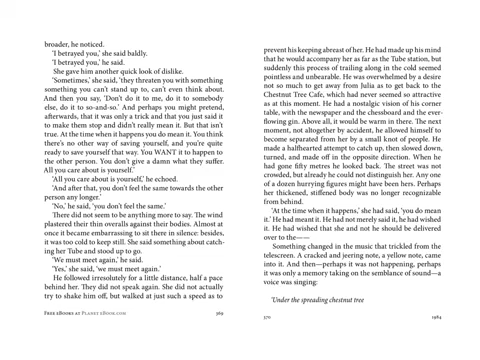 broader, he noticed.
'I betrayed you,' she said baldly.
'I betrayed you,' he said.
She gave him another quick look of dislike.
'Sometimes,' she said, 'they threaten you with something
something you can't stand up to, can't even think about.
And then you say, 'Don't do it to me, do it to somebody
else, do it to so-and-so.' And perhaps you might pretend,
afterwards, that it was only a trick and that you just said it
to make them stop and didn't really mean it. But that isn't
true. At the time when it happens you do mean it. You think
there's no other way of saving yourself, and you're quite
ready to save yourself that way. You WANT it to happen to
the other person. You don't give a damn what they suffer.
All you care about is yourself.'
'All you care about is yourself,' he echoed.
'And after that, you don't feel the same towards the other
person any longer.'
'No,' he said, 'you don't feel the same.'
There did not seem to be anything more to say. The wind
plastered their thin overalls against their bodies. Almost at
once it became embarrassing to sit there in silence: besides,
it was too cold to keep still. She said something about catch-
ing her Tube and stood up to go.
'We must meet again,' he said.
'Yes,' she said, 'we must meet again.'
He followed irresolutely for a little distance, half a pace
behind her. They did not speak again. She did not actually
try to shake him off, but walked at just such a speed as to
Free eBooks at Planet eBook.com
369
prevent his keeping abreast of her. He had made up his mind
that he would accompany her as far as the Tube station, but
suddenly this process of trailing along in the cold seemed
pointless and unbearable. He was overwhelmed by a desire
not so much to get away from Julia as to get back to the
Chestnut Tree Cafe, which had never seemed so attractive
as at this moment. He had a nostalgic vision of his corner
table, with the newspaper and the chessboard and the ever-
flowing gin. Above all, it would be warm in there. The next
moment, not altogether by accident, he allowed himself to
become separated from her by a small knot of people. He
made a halfhearted attempt to catch up, then slowed down,
turned, and made off in the opposite direction. When he
had gone fifty metres he looked back. The street was not
crowded, but already he could not distinguish her. Any one
of a dozen hurrying figures might have been hers. Perhaps
her thickened, stiffened body was no longer recognizable
from behind.
'At the time when it happens,' she had said, 'you do mean
it.' He had meant it. He had not merely said it, he had wished
it. He had wished that she and not he should be delivered
over to the——
Something changed in the music that trickled from the
telescreen. A cracked and jeering note, a yellow note, came
into it. And then—perhaps it was not happening, perhaps
it was only a memory taking on the semblance of sound—a
voice was singing:
'Under the spreading chestnut tree
370
1984